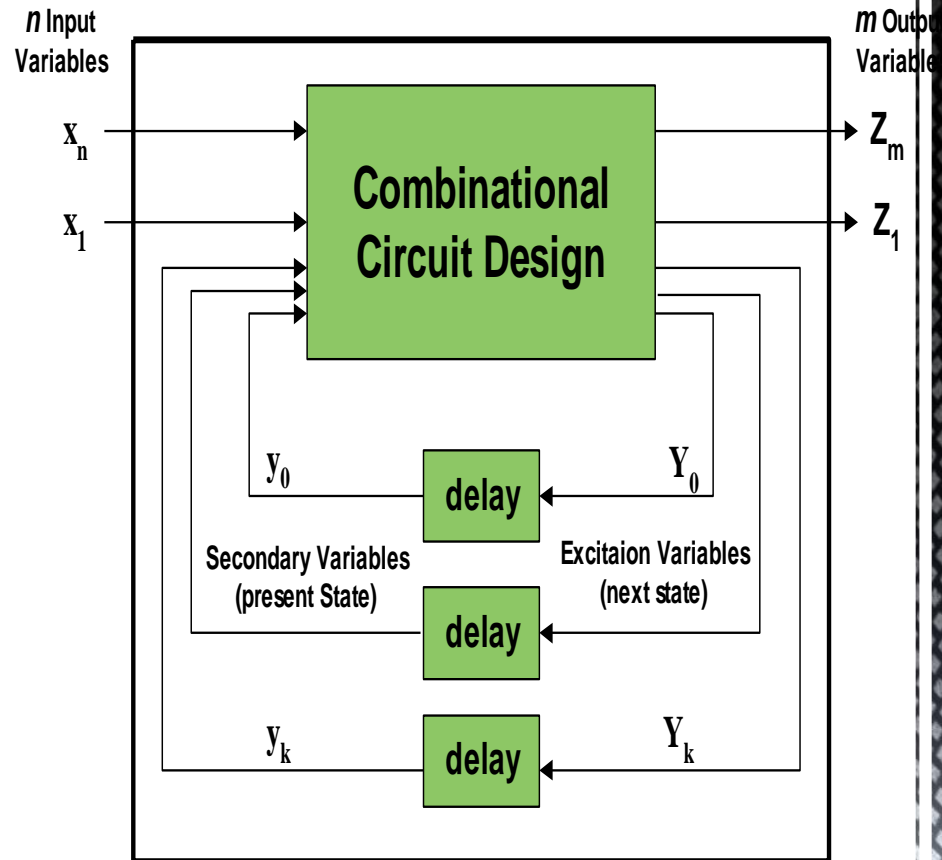 n Input
Variables
m Outpu
Variable
xn
Zm
x1
Z1
Combinational
Circuit Design
y0
Y0
delay
Secondary Variables
(present State)
Excitaion Variables
(next state)
delay
yk
Yk
delay